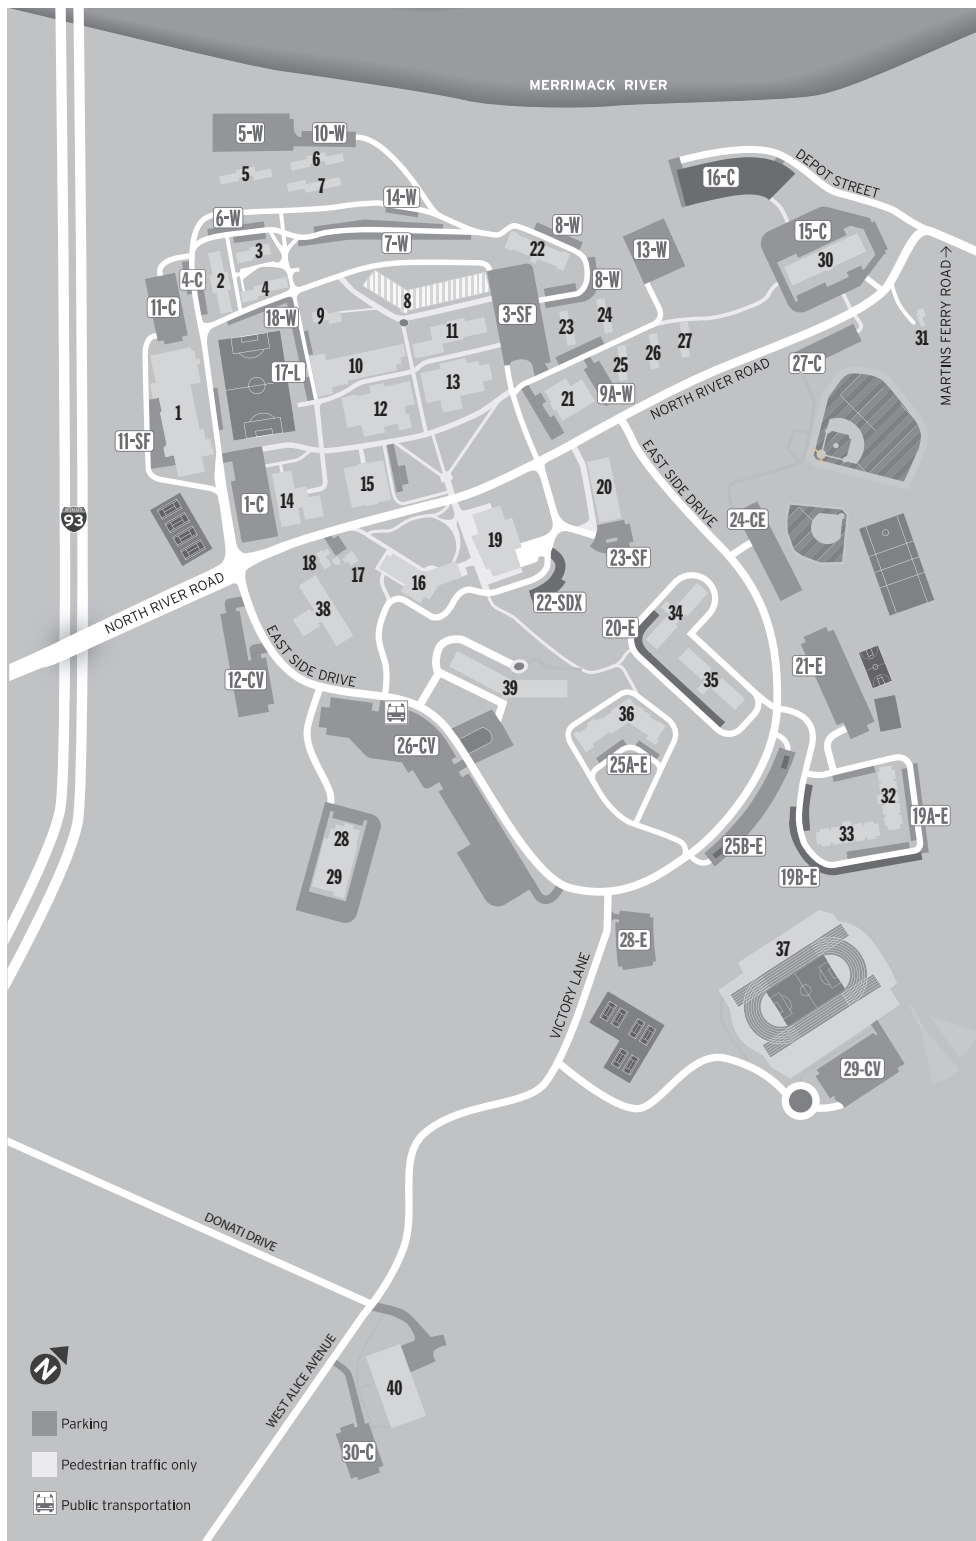 MERRIMACK RIVER
5-W
10-W
6
5
7
DEPOT STREET
16-C
14-W
6-W
8-W
15-C
7-W
22
13-W
3
30
4-C
2
8-W
4
11-C
8
3-SF
18-W
9
24
23
11
27
31
MARTINS FERRY ROAD→
26
25
27-C
10
17-L
13
9A-W
21
NORTH RIVER ROAD
12
1
11-SF
EAST SIDE DRIVE
15
20
14
1-C
INTERSTATE
93
24-CE
19
23-SF
18
17
16
22-SDX
NORTH RIVER ROAD
38
34
20-E
EAST SIDE DRIVE
12-CV
39
35
21-E
36
26-CV
25A-E
32
19A-E
28
33
25B-E
29
19B-E
28-E
37
VICTORY LANE
29-CV
DONATI DRIVE
WEST ALICE AVENUE
40
N
30-C
Parking
Pedestrian traffic only
Public transportation